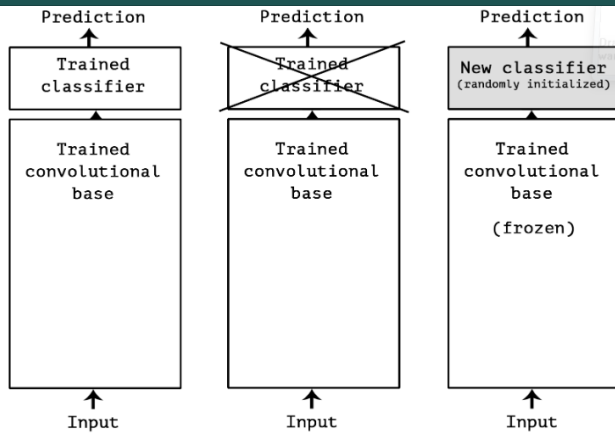 Prediction
Trained
classifier
Trained
convolutional
base
Input
Prediction
Trained
classifier
Trained
convolutional
base
Input
Prediction
New classifier
(randomly initialized)
Trained
convolutional
base
(frozen)
Input